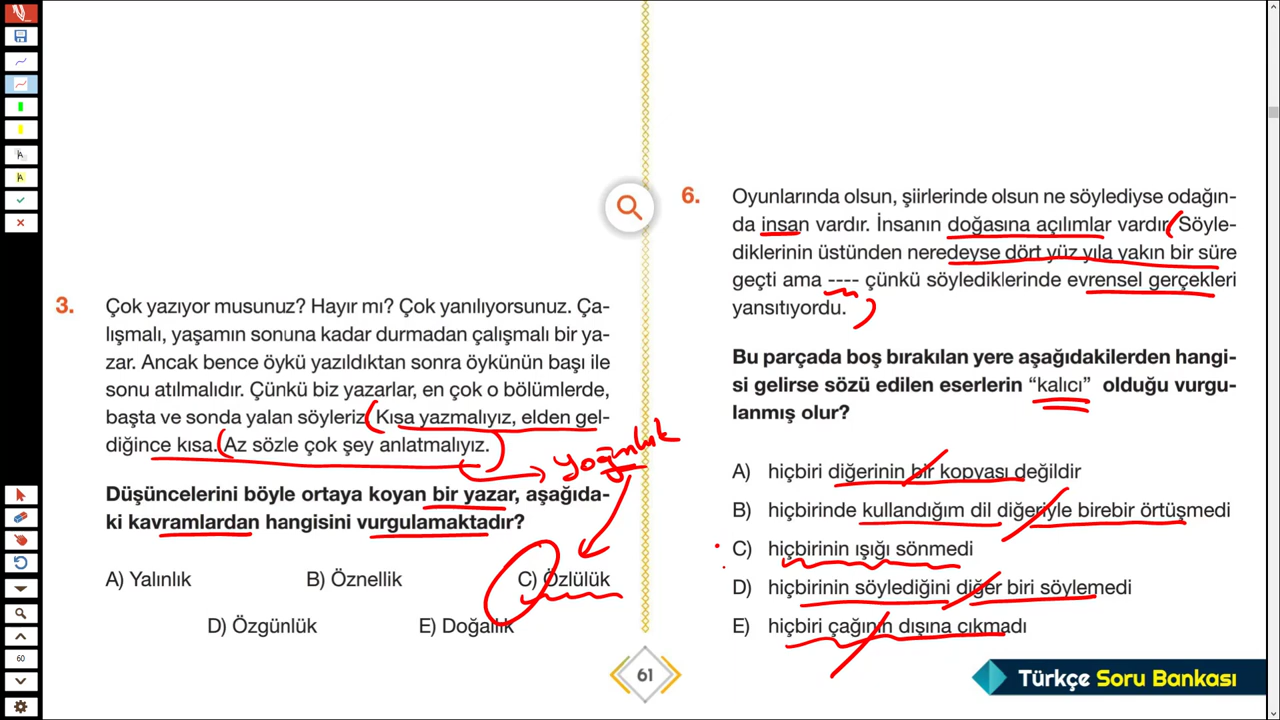 3. Çok yazıyor musunuz? Hayır mı? Çok yanılıyorsunuz. Ça-
lışmalı, yaşamın sonuna kadar durmadan çalışmalı bir ya-
zar. Ancak bence öykü yazıldıktan sonra öykünün başı ile
sonu atılmalıdır. Çünkü biz yazarlar, en çok o bölümlerde,
başta ve sonda yalan söyleriz. Kısa yazmalıyız, elden gel-
diğince kısa. Az sözle çok şey anlatmalıyız.
yoğunluk
Düşüncelerini böyle ortaya koyan bir yazar, aşağıda-
ki kavramlardan hangisini vurgulamaktadır?
A) Yalınlık B) Öznellik C) Özlülük
D) Özgünlük E) Doğallık
6. Oyunlarında olsun, şiirlerinde olsun ne söylediyse odağın-
da insan vardır. İnsanın doğasına açılımlar vardır. Söyle-
diklerinin üstünden neredeyse dört yüz yıla yakın bir süre
geçti ama ---- çünkü söylediklerinde evrensel gerçekleri
yansıtıyordu.
Bu parçada boş bırakılan yere aşağıdakilerden hangi-
si gelirse sözü edilen eserlerin “kalıcı” olduğu vurgu-
lanmış olur?
A) hiçbiri diğerinin bir kopyası değildir
B) hiçbirinde kullandığım dil diğeriyle birebir örtüşmedi
C) hiçbirinin ışığı sönmedi
D) hiçbirinin söylediğini diğer biri söylemedi
E) hiçbiri çağının dışına çıkmadı
61
Türkçe Soru Bankası
60